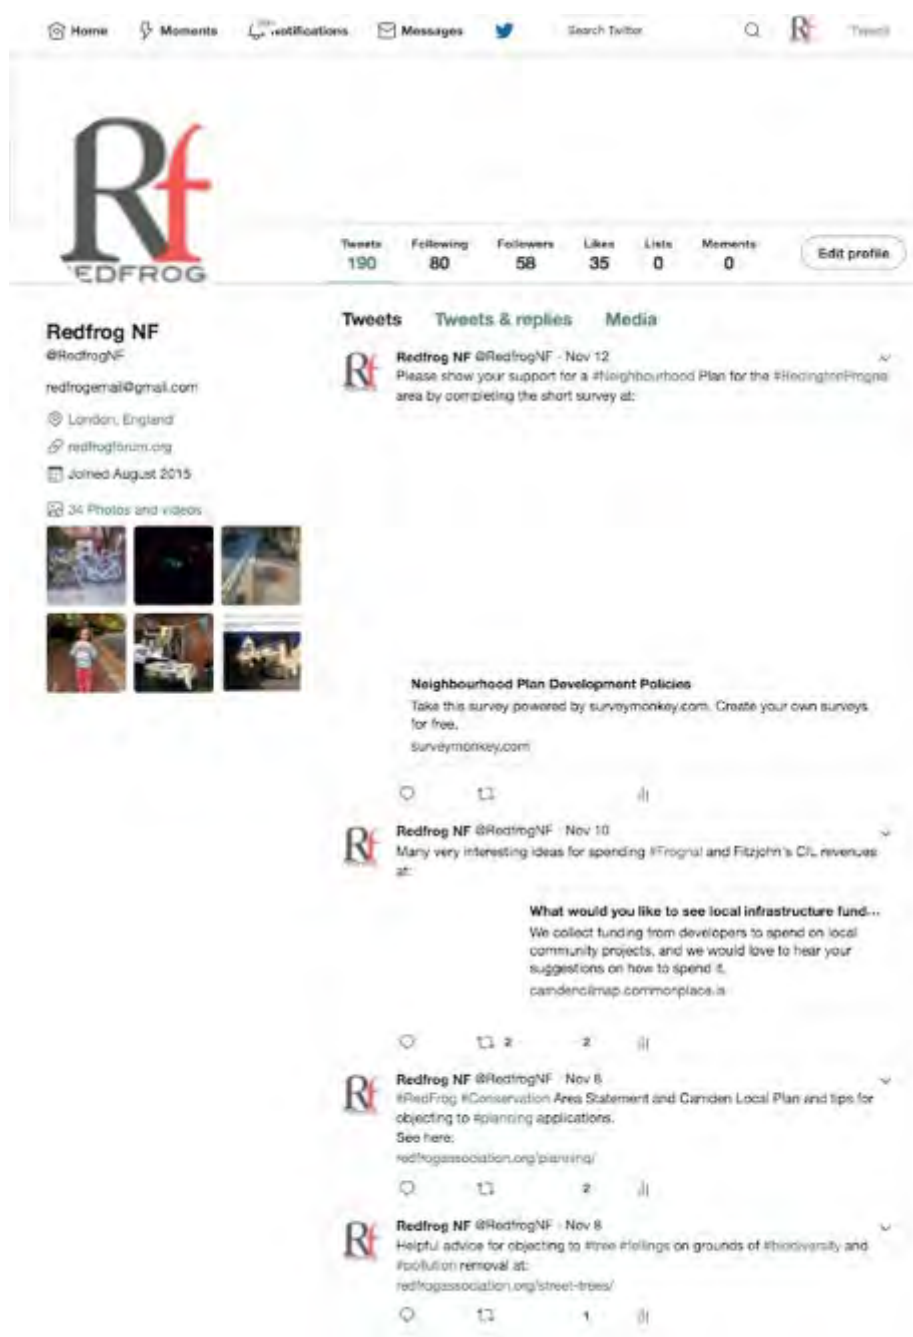 Home Moments Notifications Messages Search Twitter Tweet
Rf
REDFROG
Tweets Following Followers Likes Lists Moments
190 80 58 35 0 0 Edit profile
Redfrog NF
@RedfrogNF
redfrogemail@gmail.com
London, England
redfrogforum.org
Joined August 2015
34 Photos and videos
Tweets Tweets & replies Media
Redfrog NF @RedfrogNF · Nov 12
Please show your support for a #Neighbourhood Plan for the #RedingtonFrognal
area by completing the short survey at:
Neighbourhood Plan Development Policies
Take this survey powered by surveymonkey.com. Create your own surveys
for free.
surveymonkey.com
Redfrog NF @RedfrogNF · Nov 10
Many very interesting ideas for spending #Frognal and Fitzjohn's CIL revenues
at:
What would you like to see local infrastructure fund...
We collect funding from developers to spend on local
community projects, and we would love to hear your
suggestions on how to spend it.
camdencilmap.commonplace.is
2 2
Redfrog NF @RedfrogNF · Nov 8
#RedFrog #Conservation Area Statement and Camden Local Plan and tips for
objecting to #planning applications.
See here:
redfrogassociation.org/planning/
2
Redfrog NF @RedfrogNF · Nov 8
Helpful advice for objecting to #tree #fellings on grounds of #biodiversity and
#pollution removal at:
redfrogassociation.org/street-trees/
1